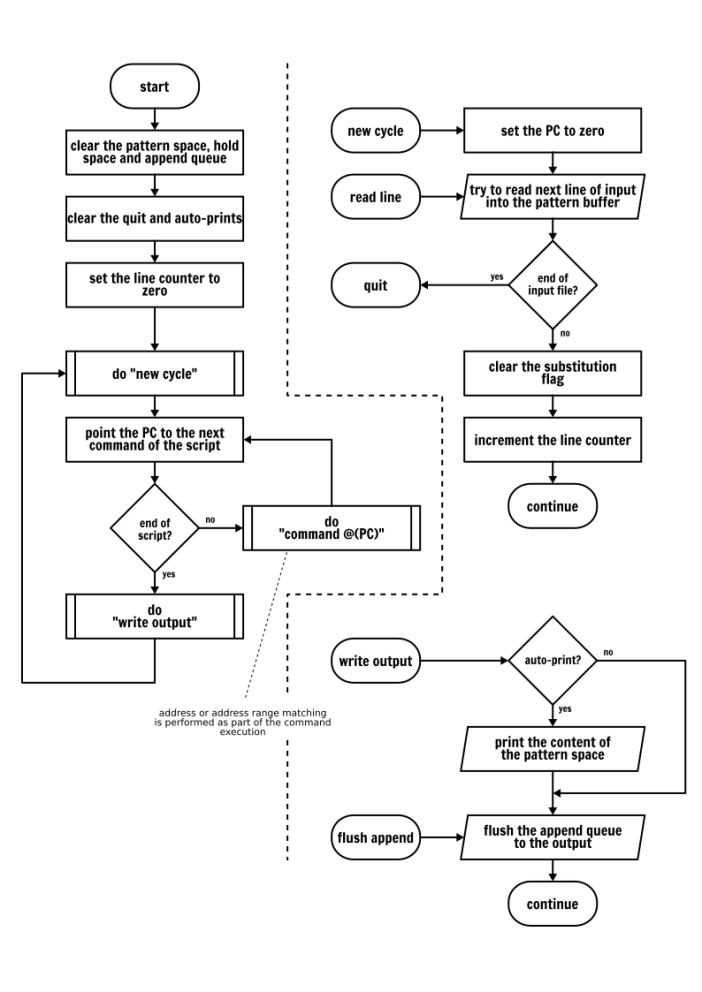 start
clear the pattern space, hold
space and append queue
clear the quit and auto-prints
set the line counter to
zero
do "new cycle"
point the PC to the next
command of the script
end of
script?
no
do
"command @(PC)"
yes
do
"write output"
address or address range matching
is performed as part of the command
execution
new cycle
set the PC to zero
read line
try to read next line of input
into the pattern buffer
quit
yes
end of
input file?
no
clear the substitution
flag
increment the line counter
continue
write output
auto-print?
no
yes
print the content of
the pattern space
flush append
flush the append queue
to the output
continue